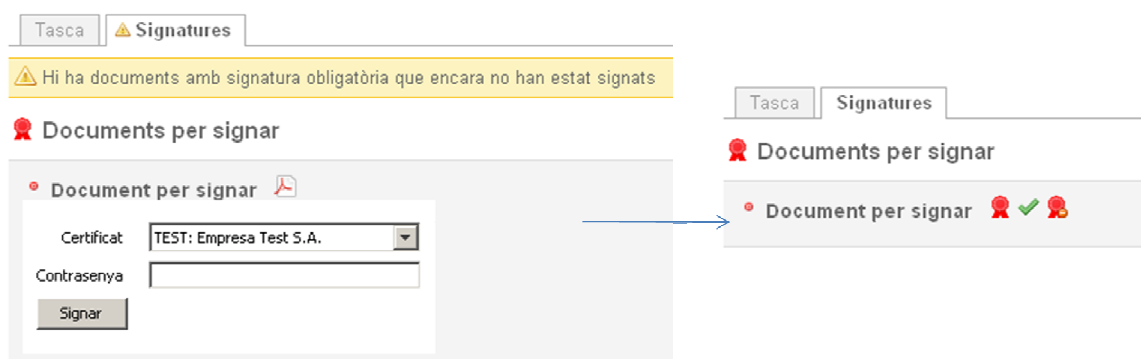 Tasca
Signatures
Hi ha documents amb signatura obligatòria que encara no han estat signats
Documents per signar
Document per signar
Certificat
TEST: Empresa Test S.A.
Contrasenya
Signar
Tasca
Signatures
Documents per signar
Document per signar